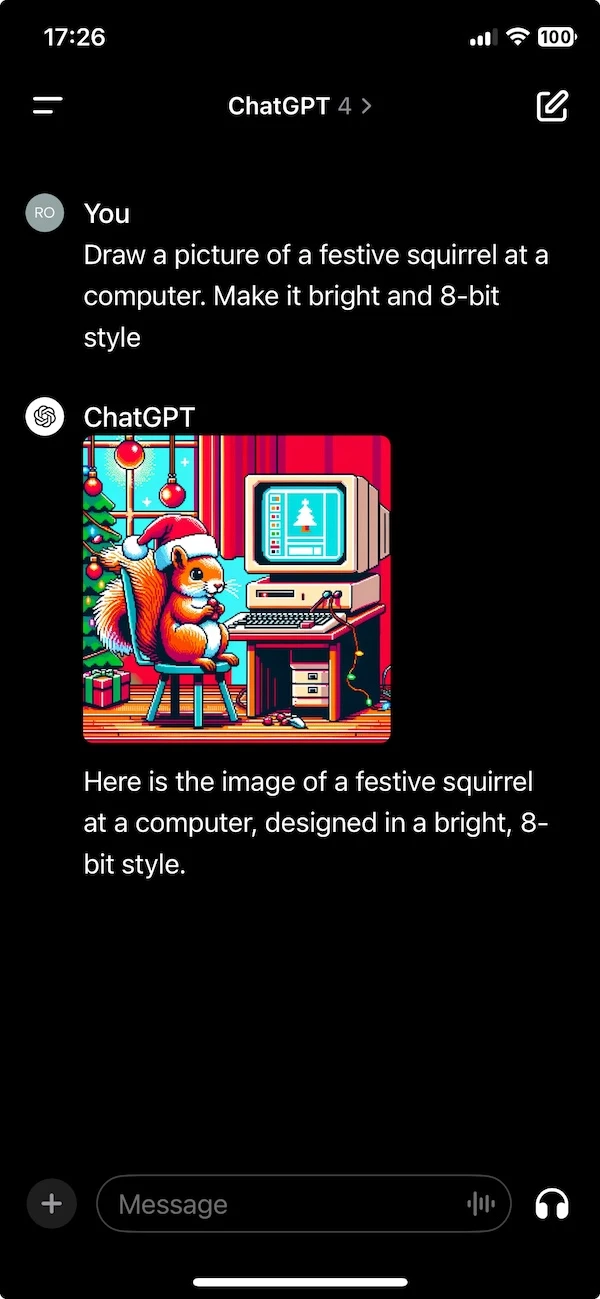 17:26
100
ChatGPT 4 >
RO
You
Draw a picture of a festive squirrel at a
computer. Make it bright and 8-bit
style
ChatGPT
Here is the image of a festive squirrel
at a computer, designed in a bright, 8-
bit style.
Message